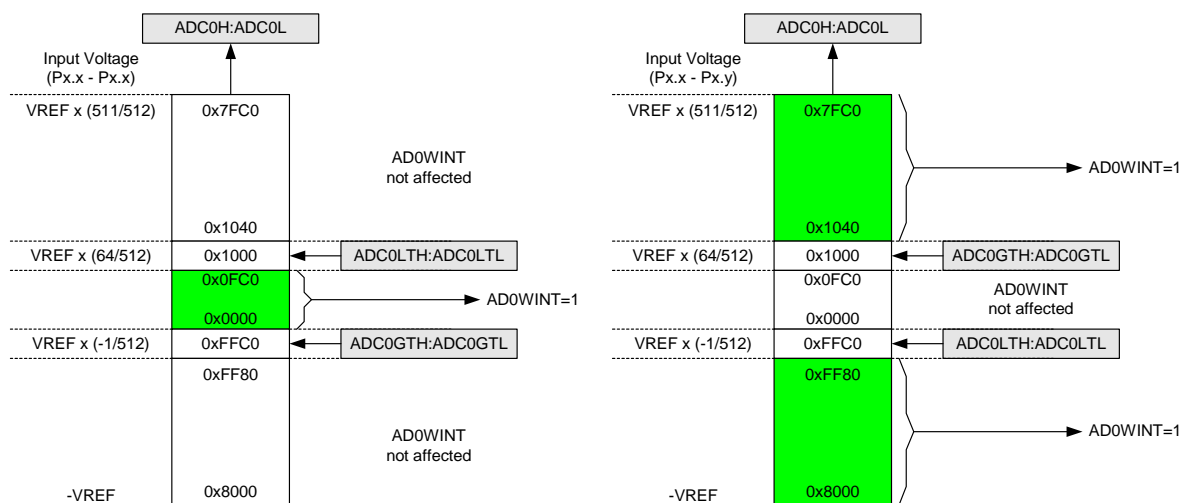 ADC0H:ADC0L
Input Voltage
(Px.x - Px.x)
VREF x (511/512)
0x7FC0
AD0WINT
not affected
0x1040
VREF x (64/512)
0x1000
ADC0LTH:ADC0LTL
0x0FC0
AD0WINT=1
0x0000
VREF x (-1/512)
0xFFC0
ADC0GTH:ADC0GTL
0xFF80
AD0WINT
not affected
-VREF
0x8000
ADC0H:ADC0L
Input Voltage
(Px.x - Px.y)
VREF x (511/512)
0x7FC0
AD0WINT=1
0x1040
VREF x (64/512)
0x1000
ADC0GTH:ADC0GTL
0x0FC0
AD0WINT
not affected
0x0000
VREF x (-1/512)
0xFFC0
ADC0LTH:ADC0LTL
0xFF80
AD0WINT=1
-VREF
0x8000